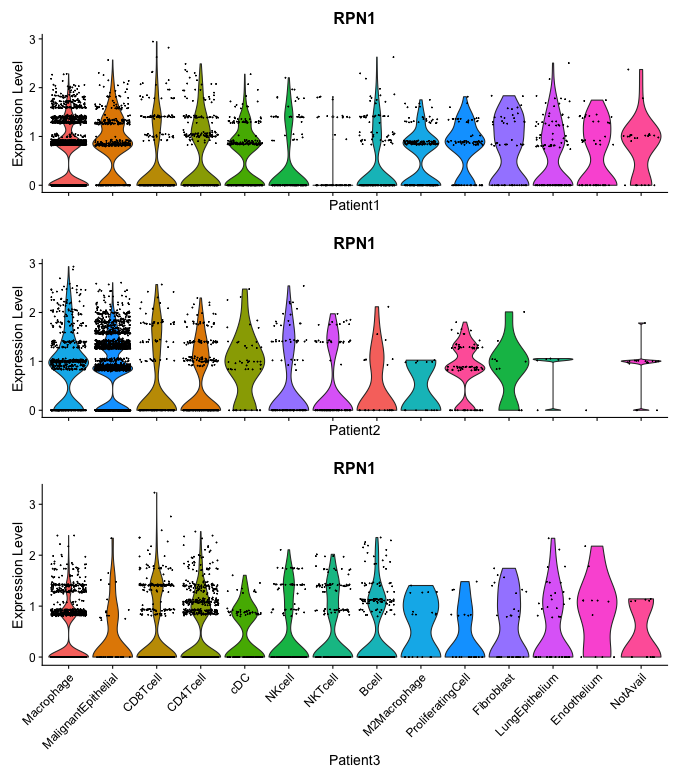 RPN1
3
2
1
0
Expression Level
Patient1
RPN1
3
2
1
0
Expression Level
Patient2
RPN1
3
2
1
0
Expression Level
Macrophage
MalignantEpithelial
CD8Tcell
CD4Tcell
cDC
NKcell
NKTcell
Bcell
M2Macrophage
ProliferatingCell
Fibroblast
LungEpithelium
Endothelium
NotAvail
Patient3